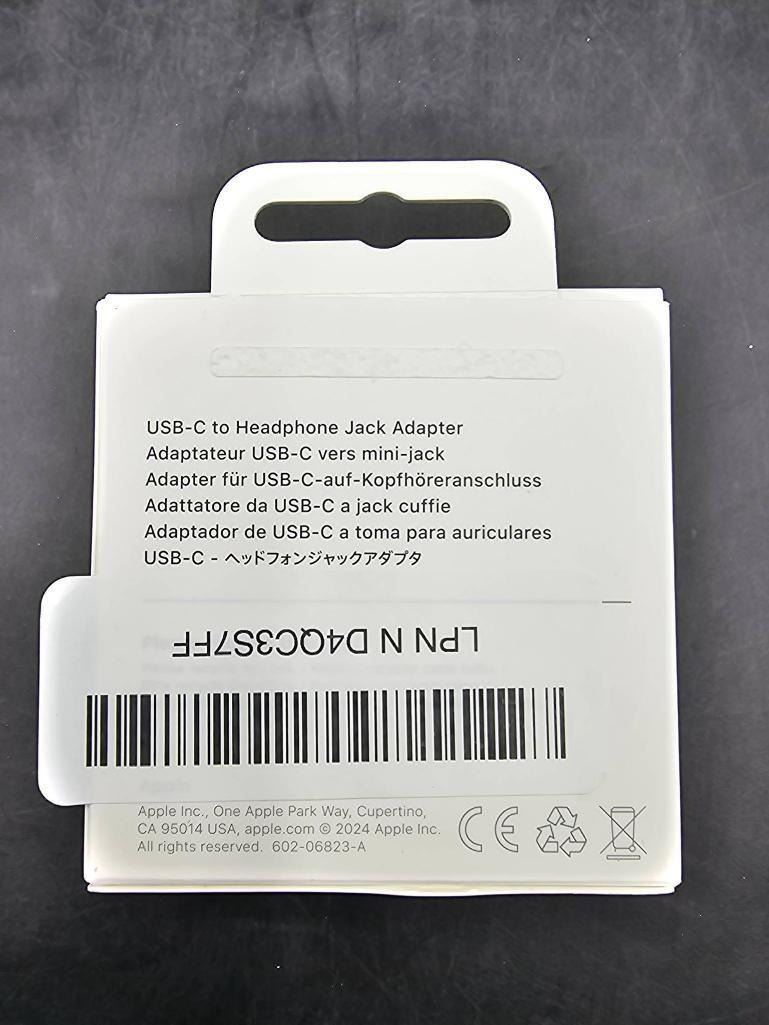 USB-C to Headphone Jack Adapter
Adaptateur USB-C vers mini-jack
Adapter für USB-C-auf-Kopfhöreranschluss
Adattatore da USB-C a jack cuffie
Adaptador de USB-C a toma para auriculares
USB-C - ヘッドフォンジャックアダプタ
LPN N D4QC3S7FF
Apple Inc., One Apple Park Way, Cupertino,
CA 95014 USA, apple.com © 2024 Apple Inc.
All rights reserved. 602-06823-A
CE